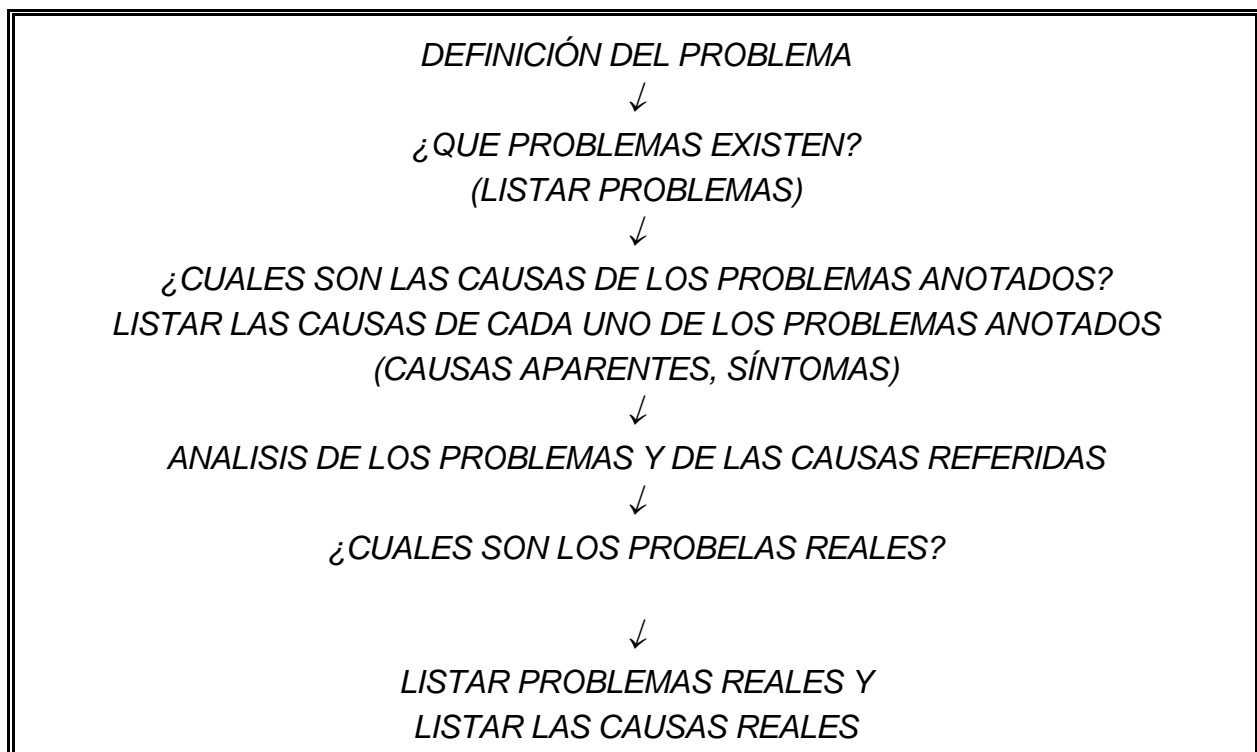 DEFINICIÓN DEL PROBLEMA
↓
¿QUE PROBLEMAS EXISTEN?
(LISTAR PROBLEMAS)
↓
¿CUALES SON LAS CAUSAS DE LOS PROBLEMAS ANOTADOS?
LISTAR LAS CAUSAS DE CADA UNO DE LOS PROBLEMAS ANOTADOS
(CAUSAS APARENTES, SÍNTOMAS)
↓
ANALISIS DE LOS PROBLEMAS Y DE LAS CAUSAS REFERIDAS
↓
¿CUALES SON LOS PROBELAS REALES?
↓
LISTAR PROBLEMAS REALES Y
LISTAR LAS CAUSAS REALES